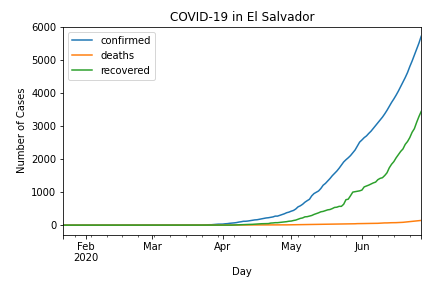 COVID-19 in El Salvador
6000
5000
4000
3000
2000
1000
0
Number of Cases
confirmed
deaths
recovered
Feb
2020
Mar
Apr
May
Jun
Day